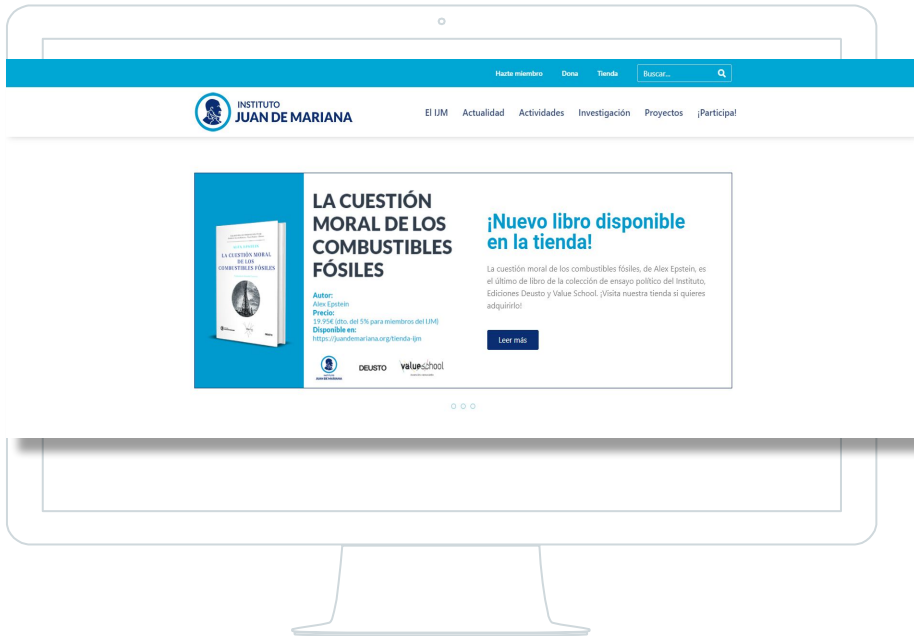 Hazte miembro Dona Tienda Buscar...
INSTITUTO
JUAN DE MARIANA
El IJM Actualidad Actividades Investigación Proyectos ¡Participa!
LA CUESTIÓN MORAL
DE LOS
COMBUSTIBLES FÓSILES
LA CUESTIÓN
MORAL DE LOS
COMBUSTIBLES
FÓSILES
Autor:
Alex Epstein
Precio:
19.95€ (dto. del 5% para miembros del IJM)
Disponible en:
https://juandemariana.org/tienda-ijm
INSTITUTO
JUAN DE MARIANA
DEUSTO
valueschool
¡Nuevo libro disponible
en la tienda!
La cuestión moral de los combustibles fósiles, de Alex Epstein, es
el último de libro de la colección de ensayo político del Instituto,
Ediciones Deusto y Value School. ¡Visita nuestra tienda si quieres
adquirirlo!
Leer más